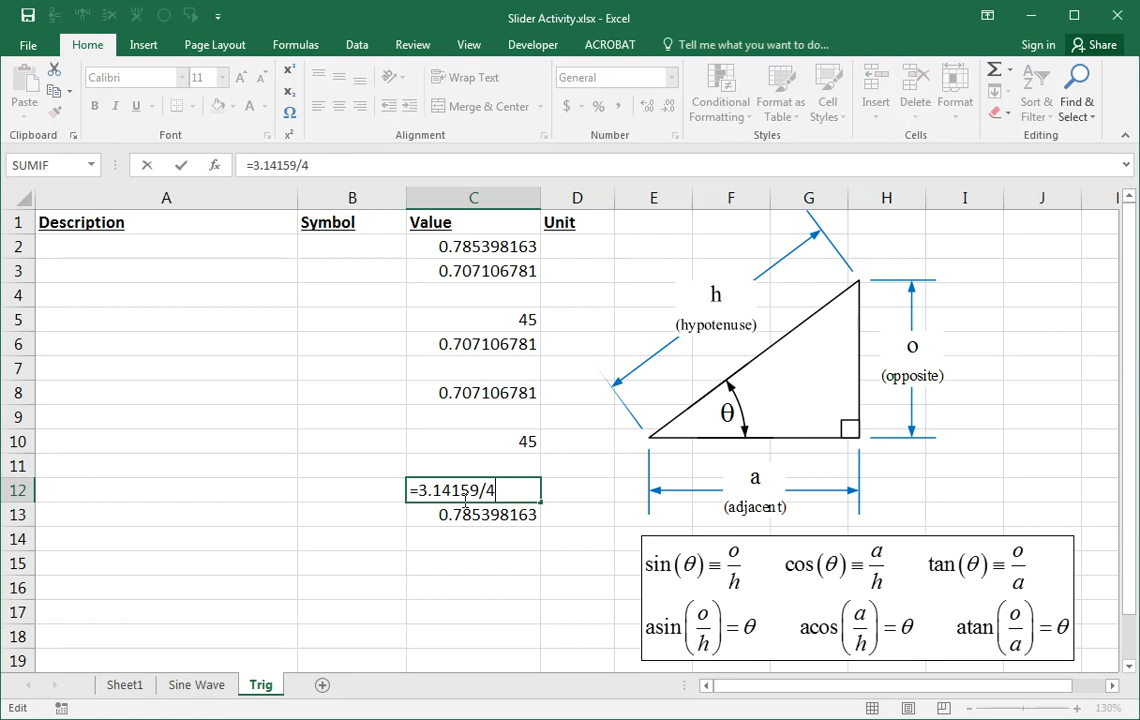 Slider Activity.xlsx - Excel
File Home Insert Page Layout Formulas Data Review View Developer ACROBAT Tell me what you want to do... Sign in Share
Paste Calibri 11 B I U A Wrap Text Merge & Center General $ % , Conditional Formatting Format as Table Cell Styles Insert Delete Format Sort & Filter Find & Select
Clipboard Font Alignment Number Styles Cells Editing
SUMIF fx =3.14159/4
A B C D E F G H I J
1 Description Symbol Value Unit
2 0.785398163
3 0.707106781
4
5 45
6 0.707106781
7
8 0.707106781
9
10 45
11
12 =3.14159/4
13 0.785398163
14
15
16
17
18
19
h
(hypotenuse)
o
(opposite)
θ
a
(adjacent)
sin(θ)≡o/h cos(θ)≡a/h tan(θ)≡o/a
asin(o/h)=θ acos(a/h)=θ atan(o/a)=θ
Sheet1 Sine Wave Trig
Edit 130%